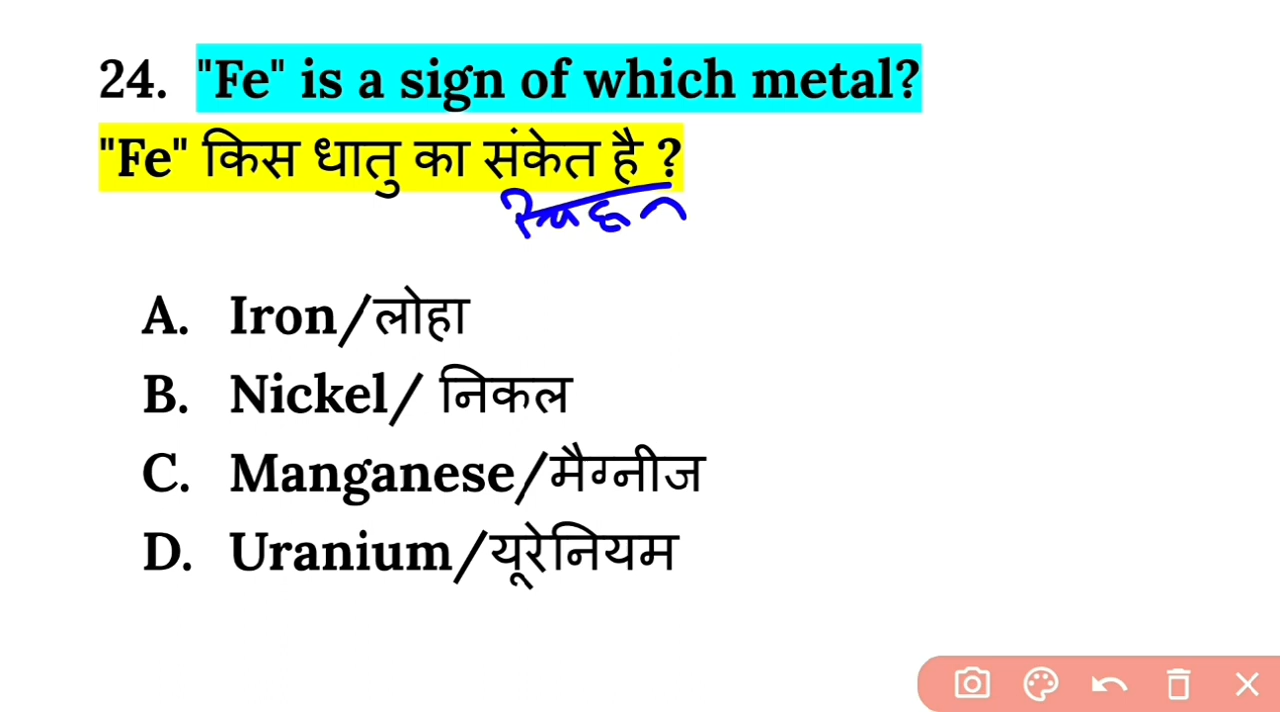 24. "Fe" is a sign of which metal?
"Fe" किस धातु का संकेत है ?
A. Iron/लोहा
B. Nickel/ निकल
C. Manganese/मैग्नीज
D. Uranium/यूरेनियम